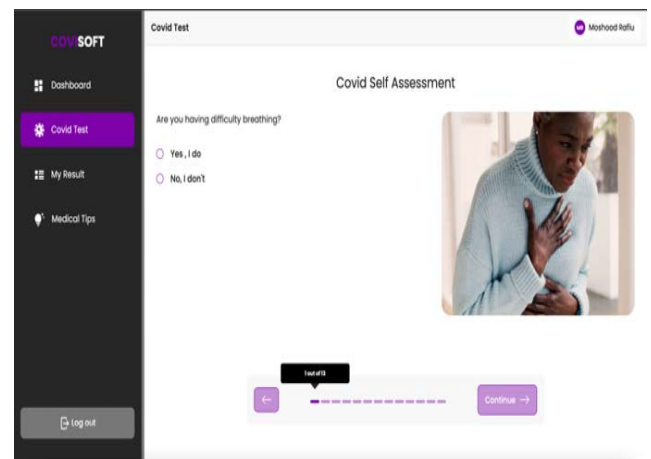 COVISOFT
Dashboard
Covid Test
My Result
Medical Tips
Log out
Covid Test
MR
Moshood Rafiu
Covid Self Assessment
Are you having difficulty breathing?
Yes , I do
No, I don't
1 out of 13
Continue